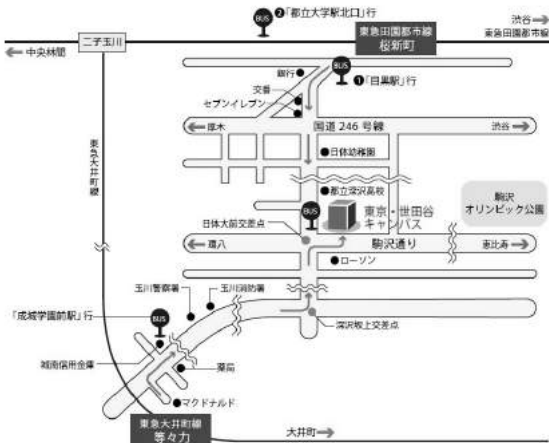 ❷「都立大学駅北口」行
BUS
二子玉川
東急田園都市線
桜新町
渋谷
東急田園都市線
中央林間
銀行
BUS
❶「目黒駅」行
交番
セブンイレブン
厚木
国道246号線
渋谷
日体幼稚園
東急大井町線
都立深沢高校
BUS
東京・世田谷
キャンパス
駒沢
オリンピック公園
日体大前交差点
環八
駒沢通り
恵比寿
ローソン
玉川警察署
玉川消防署
「成城学園前駅」行
BUS
深沢坂上交差点
城南信用金庫
薬局
マクドナルド
東急大井町線
等々力
大井町